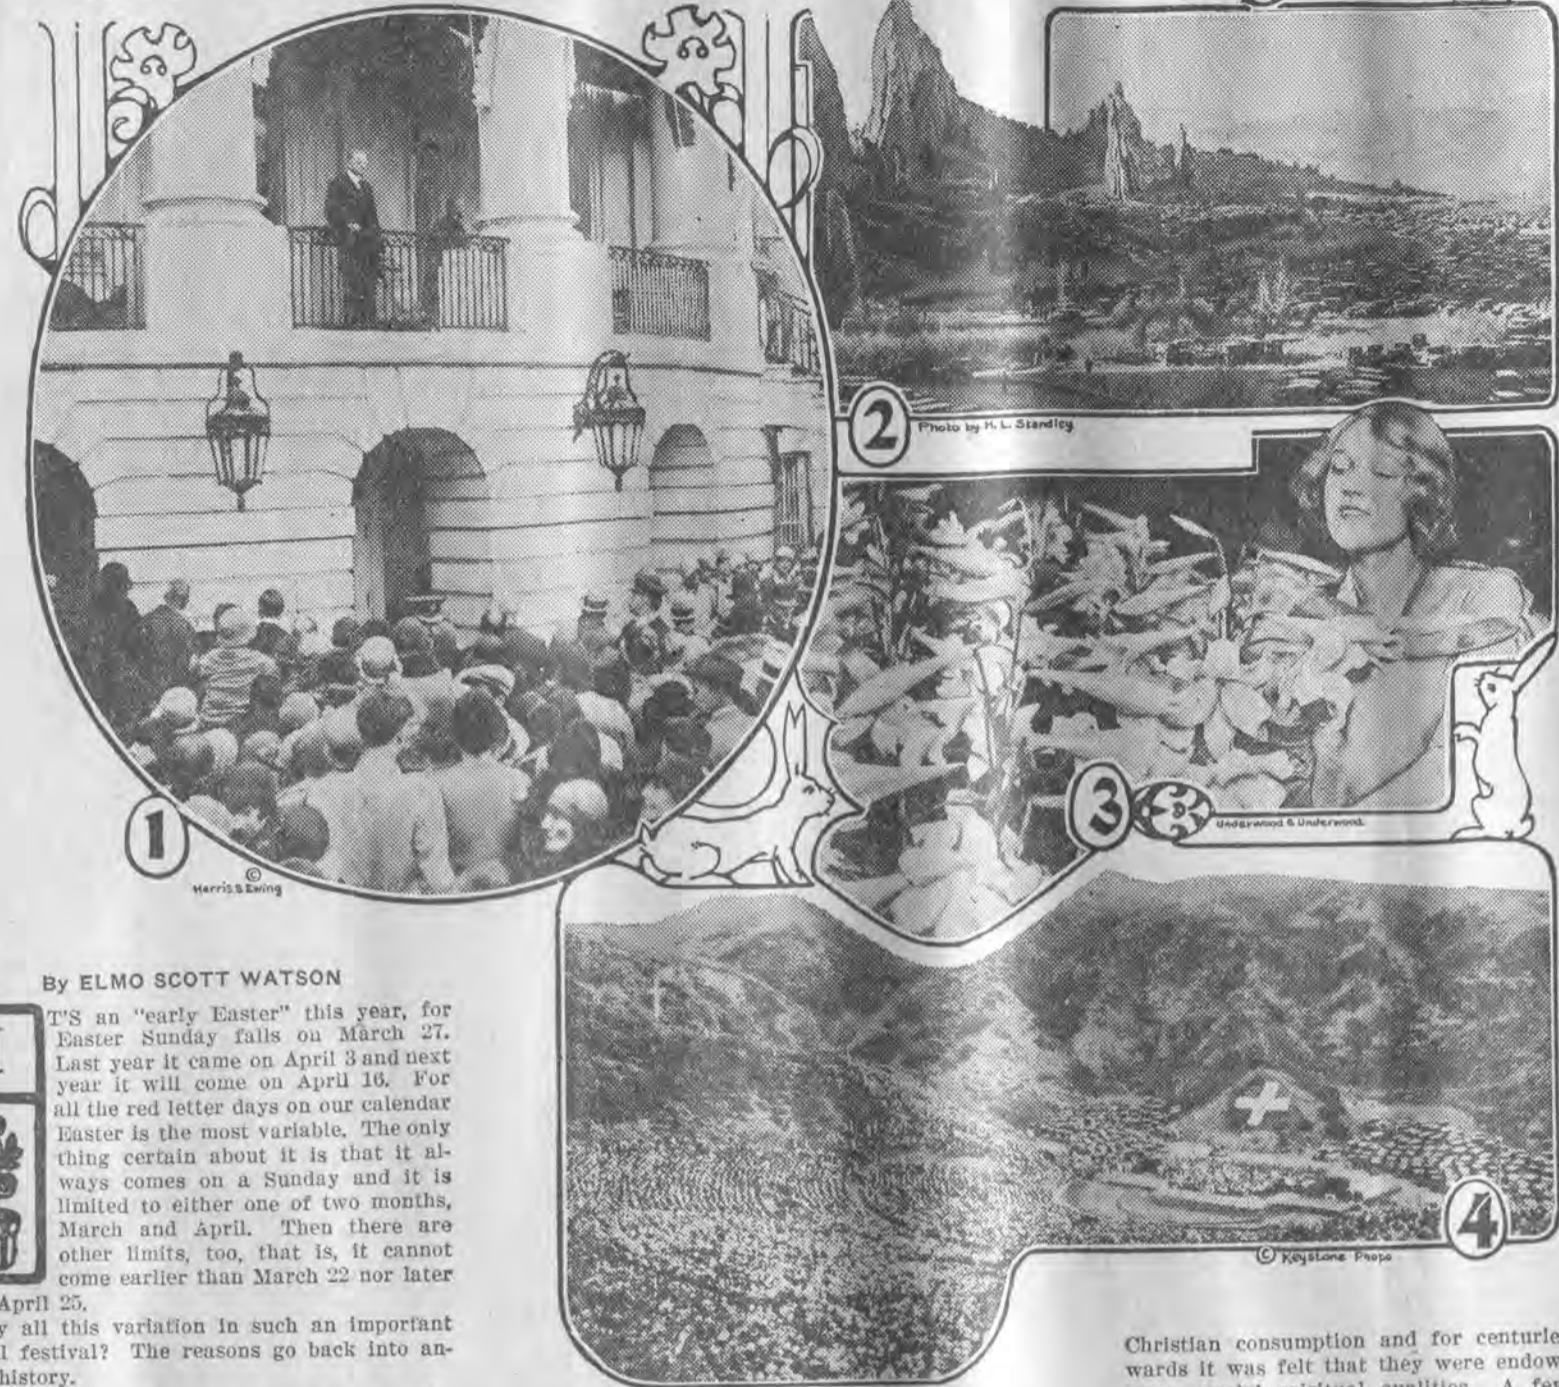 2
Photo by H. L. Standley
3
Underwood & Underwood
1
©
Harris & Ewing
4
© Keystone Photo
By ELMO SCOTT WATSON
T'S an "early Easter" this year, for
Easter Sunday falls on March 27.
Last year it came on April 3 and next
year it will come on April 16. For
all the red letter days on our calendar
Easter is the most variable. The only
thing certain about it is that it al-
ways comes on a Sunday and it is
limited to either one of two months,
March and April. Then there are
other limits, too, that is, it cannot
come earlier than March 22 nor later
April 25.
y all this variation in such an important
l festival? The reasons go back into an-
history.
Christian consumption and for centurie
wards it was felt that they were endow